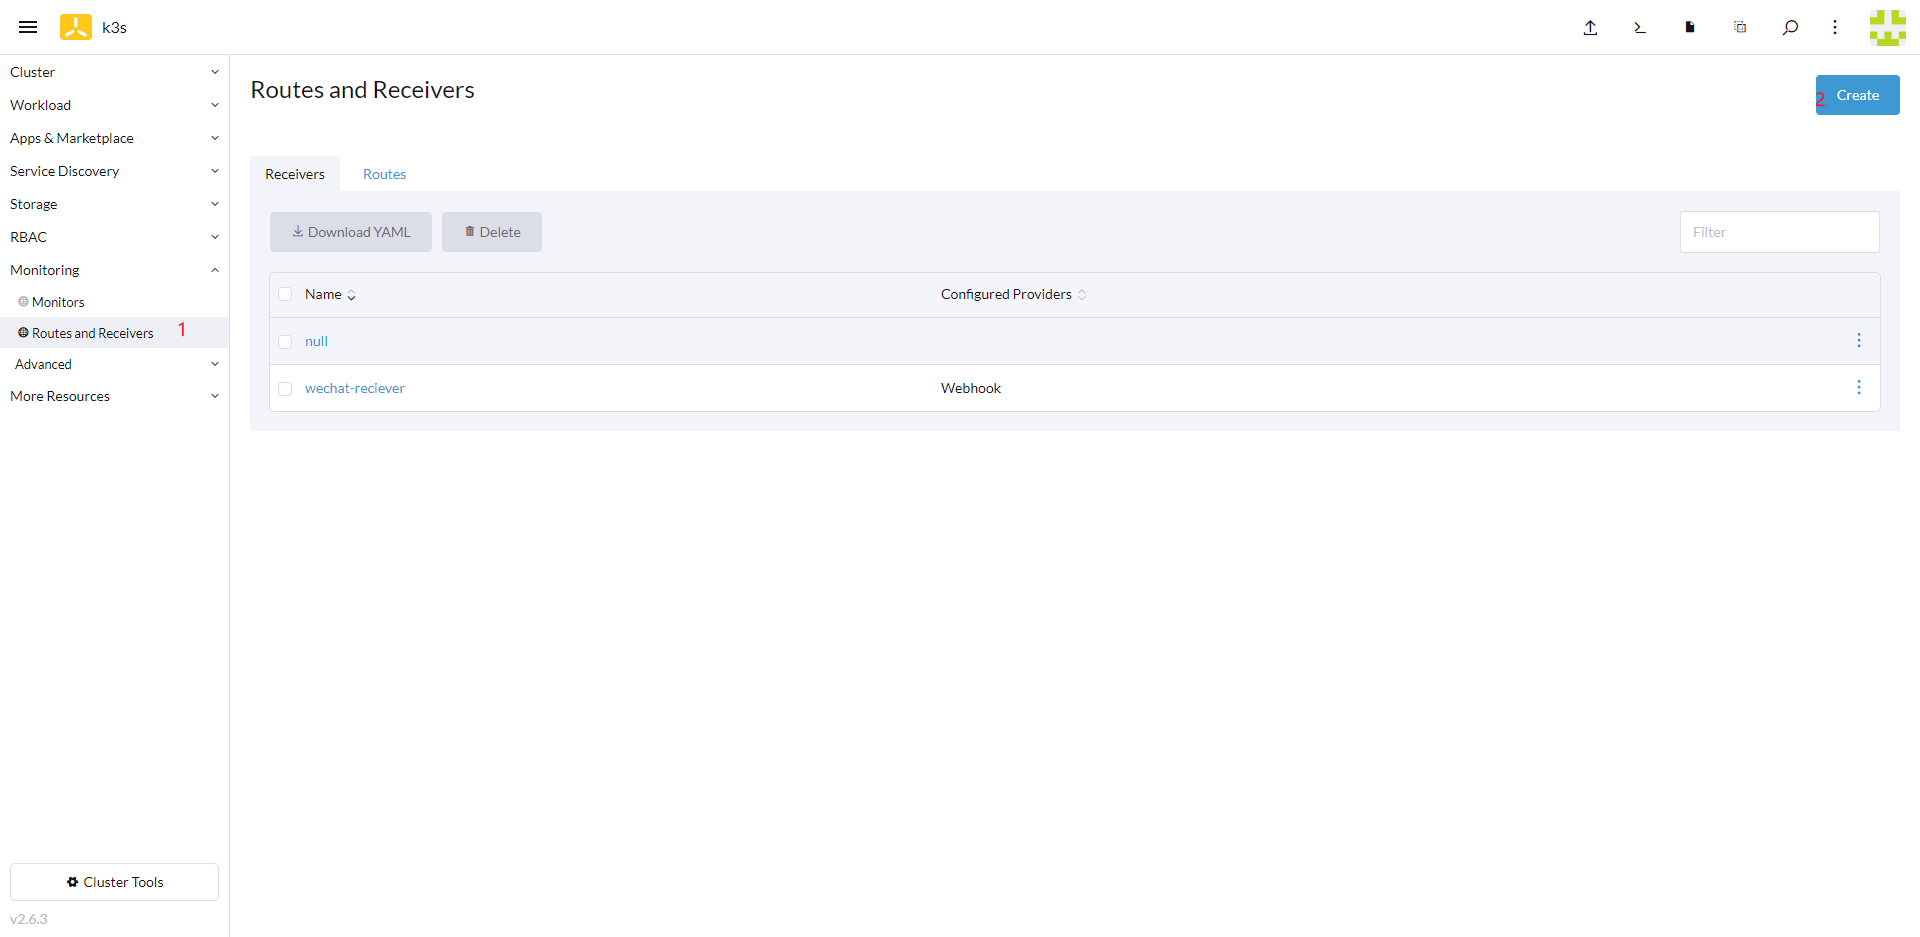 k3s
Cluster
Workload
Apps & Marketplace
Service Discovery
Storage
RBAC
Monitoring
Monitors
Routes and Receivers 1
Advanced
More Resources
Cluster Tools
v2.6.3
Routes and Receivers
2 Create
Receivers Routes
Download YAML Delete Filter
Name Configured Providers
null
wechat-reciever Webhook